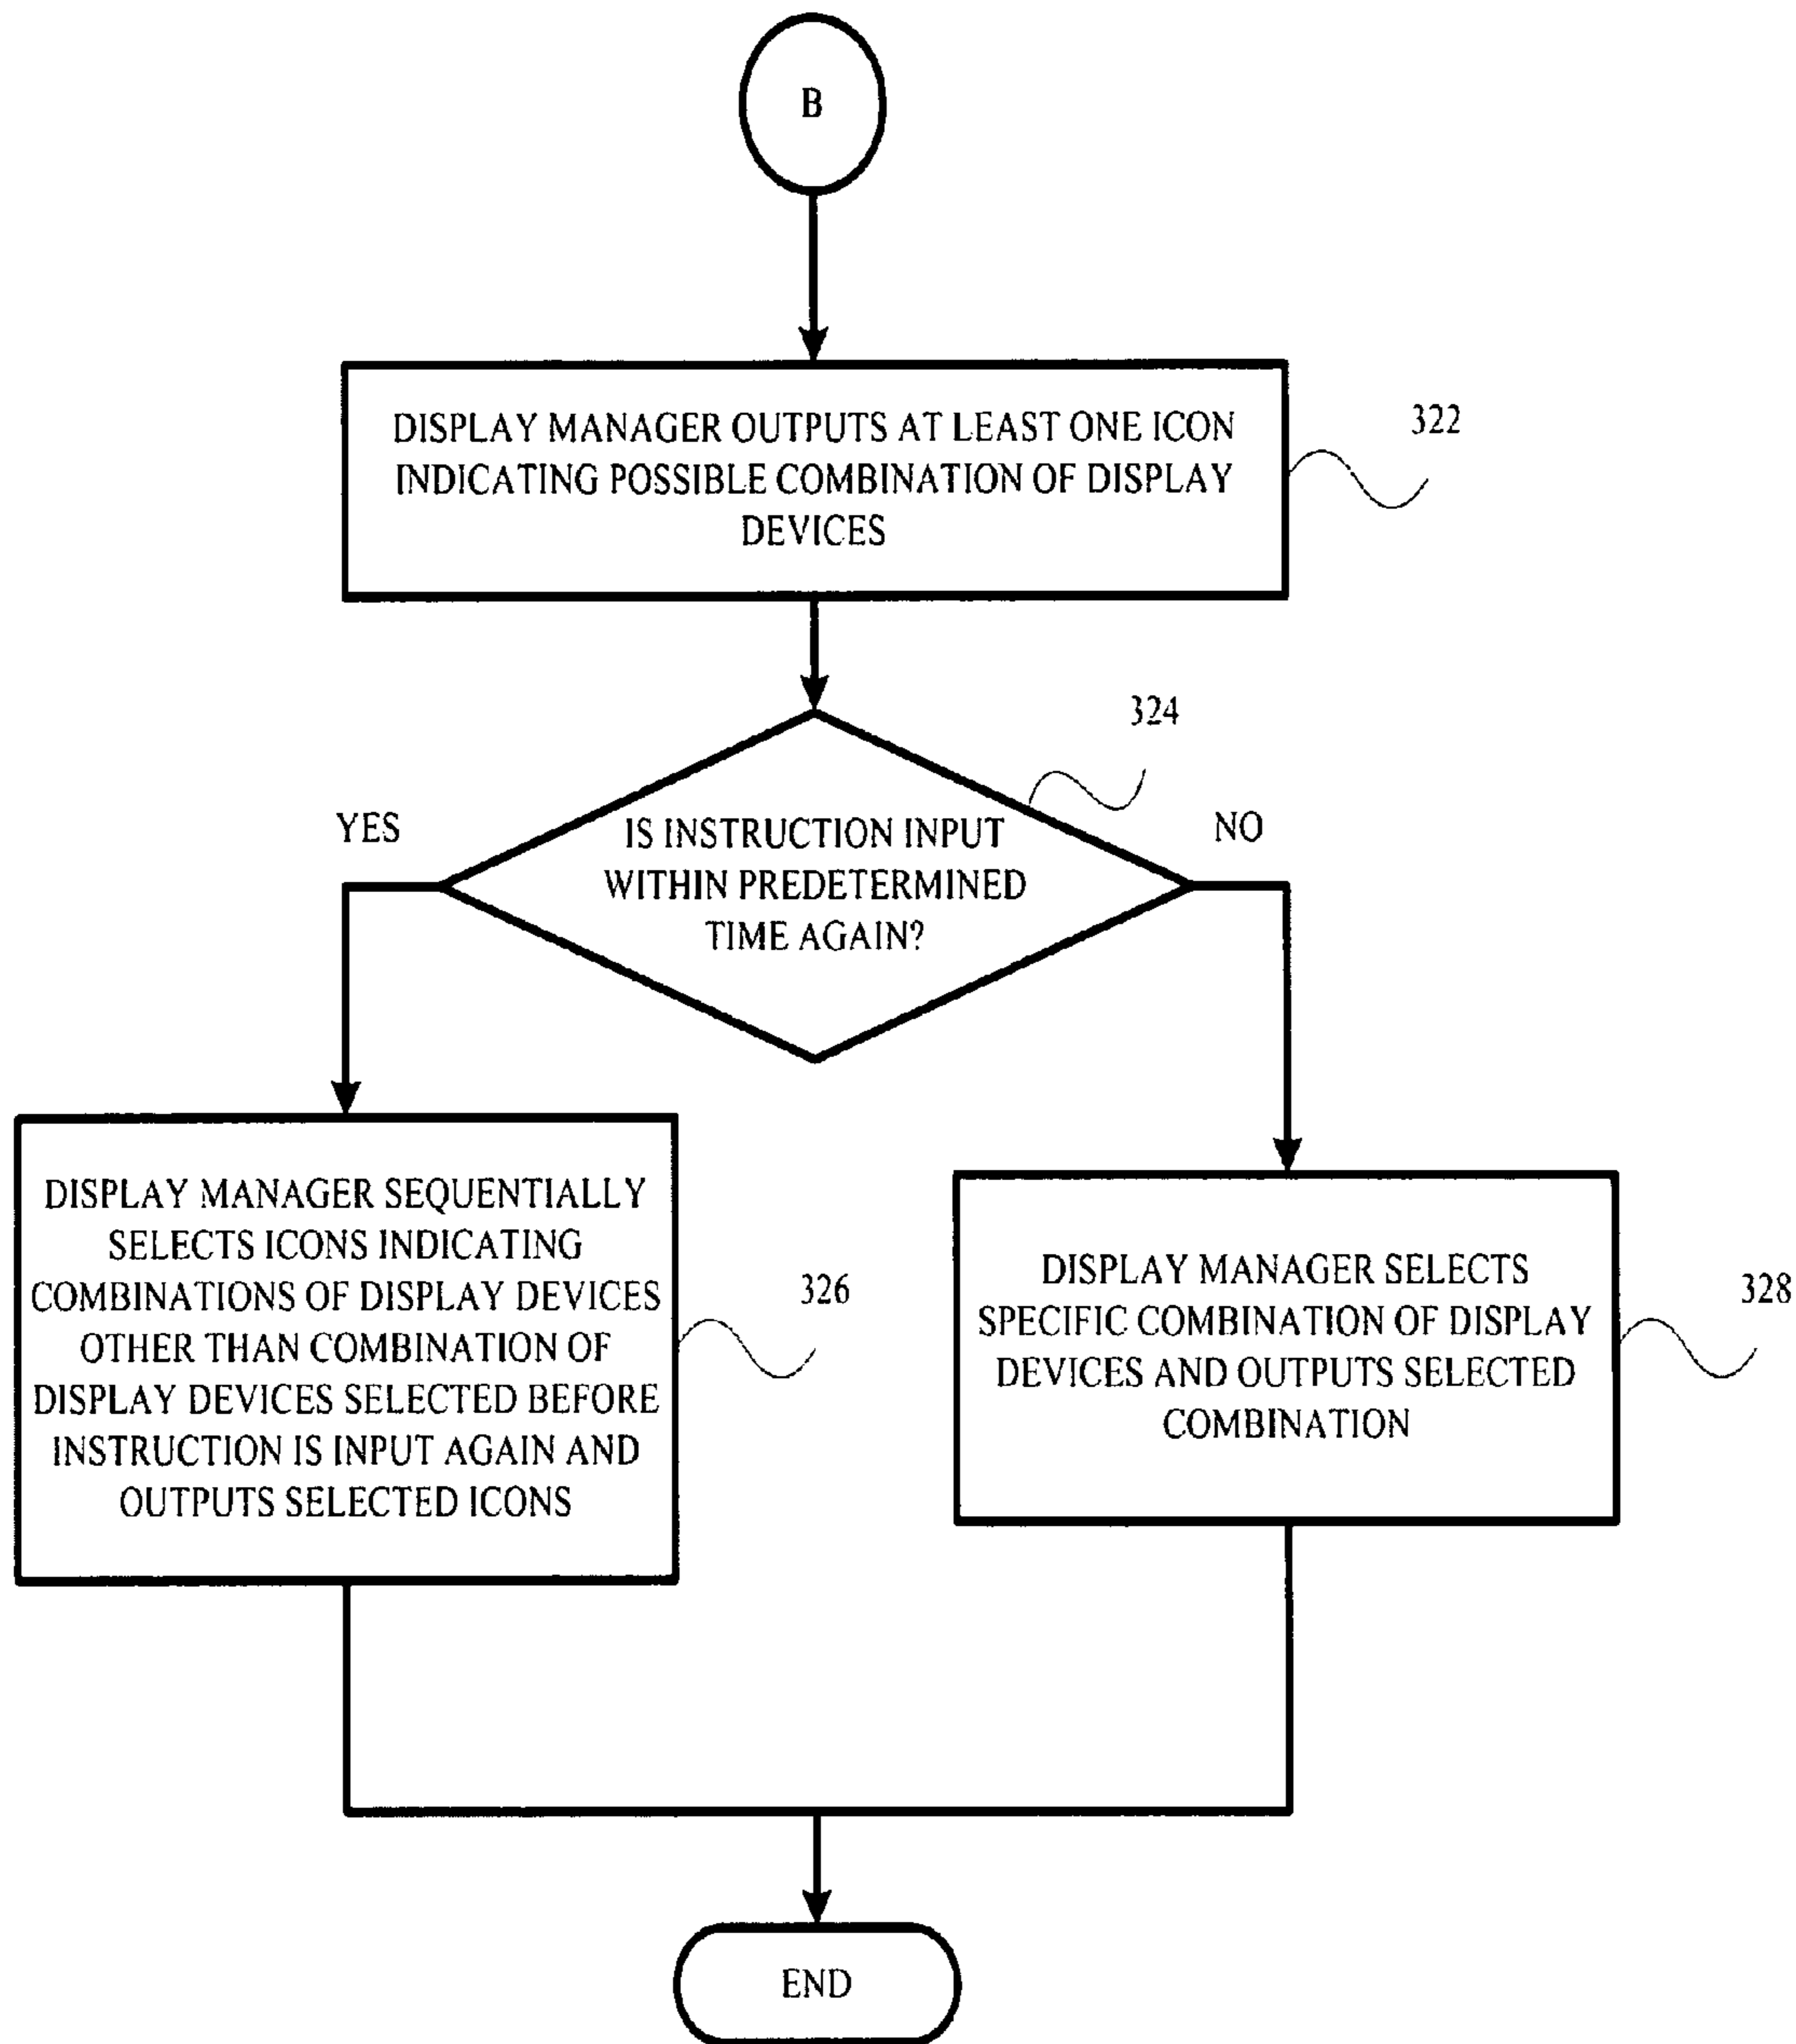 B
DISPLAY MANAGER OUTPUTS AT LEAST ONE ICON
INDICATING POSSIBLE COMBINATION OF DISPLAY
DEVICES
322
324
YES
NO
IS INSTRUCTION INPUT
WITHIN PREDETERMINED
TIME AGAIN?
DISPLAY MANAGER SEQUENTIALLY
SELECTS ICONS INDICATING
COMBINATIONS OF DISPLAY DEVICES
OTHER THAN COMBINATION OF
DISPLAY DEVICES SELECTED BEFORE
INSTRUCTION IS INPUT AGAIN AND
OUTPUTS SELECTED ICONS
326
DISPLAY MANAGER SELECTS
SPECIFIC COMBINATION OF DISPLAY
DEVICES AND OUTPUTS SELECTED
COMBINATION
328
END